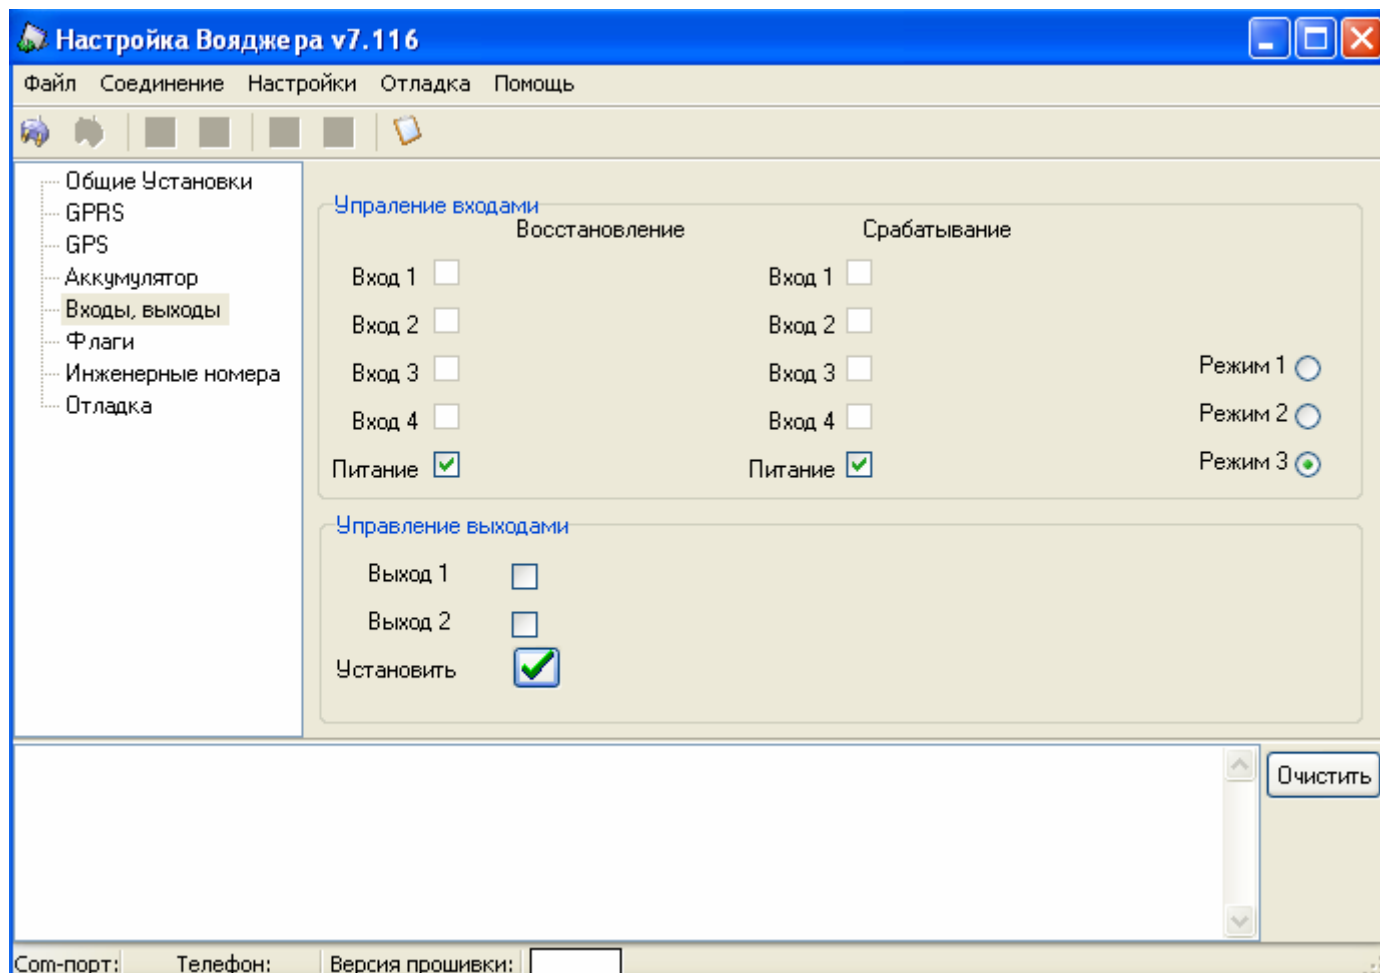 Настройка Вояджера v7.116
Файл Соединение Настройки Отладка Помощь
Общие Установки
GPRS
GPS
Аккумулятор
Входы, выходы
Флаги
Инженерные номера
Отладка
Упраление входами
Восстановление Срабатывание
Вход 1 Вход 1
Вход 2 Вход 2
Вход 3 Вход 3 Режим 1
Вход 4 Вход 4 Режим 2
Питание Питание Режим 3
Управление выходами
Выход 1
Выход 2
Установить
Очистить
Com-порт: Телефон: Версия прошивки: